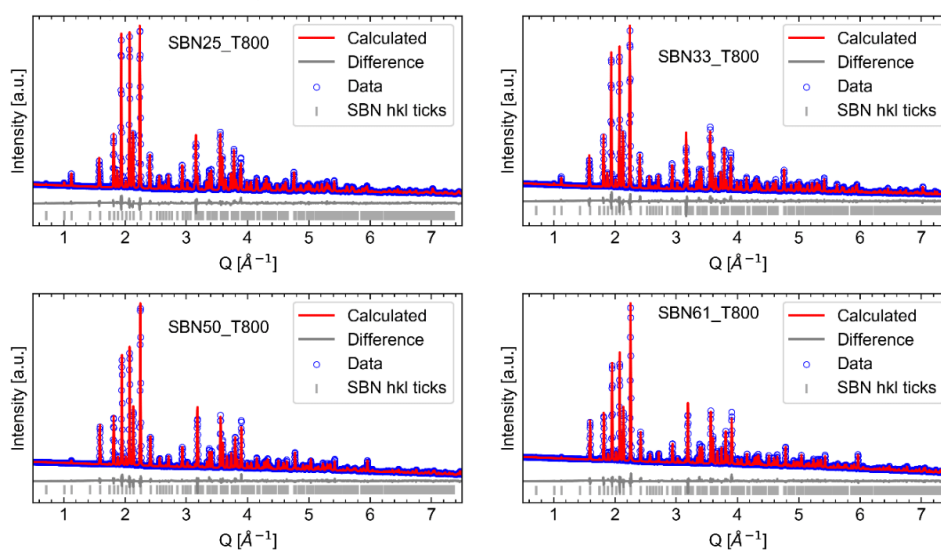 SBN25_T800
Calculated
Difference
Data
SBN hkl ticks
Intensity [a.u.]
1 2 3 4 5 6 7
Q [Å⁻¹]
SBN33_T800
Calculated
Difference
Data
SBN hkl ticks
Intensity [a.u.]
1 2 3 4 5 6 7
Q [Å⁻¹]
SBN50_T800
Calculated
Difference
Data
SBN hkl ticks
Intensity [a.u.]
1 2 3 4 5 6 7
Q [Å⁻¹]
SBN61_T800
Calculated
Difference
Data
SBN hkl ticks
Intensity [a.u.]
1 2 3 4 5 6 7
Q [Å⁻¹]